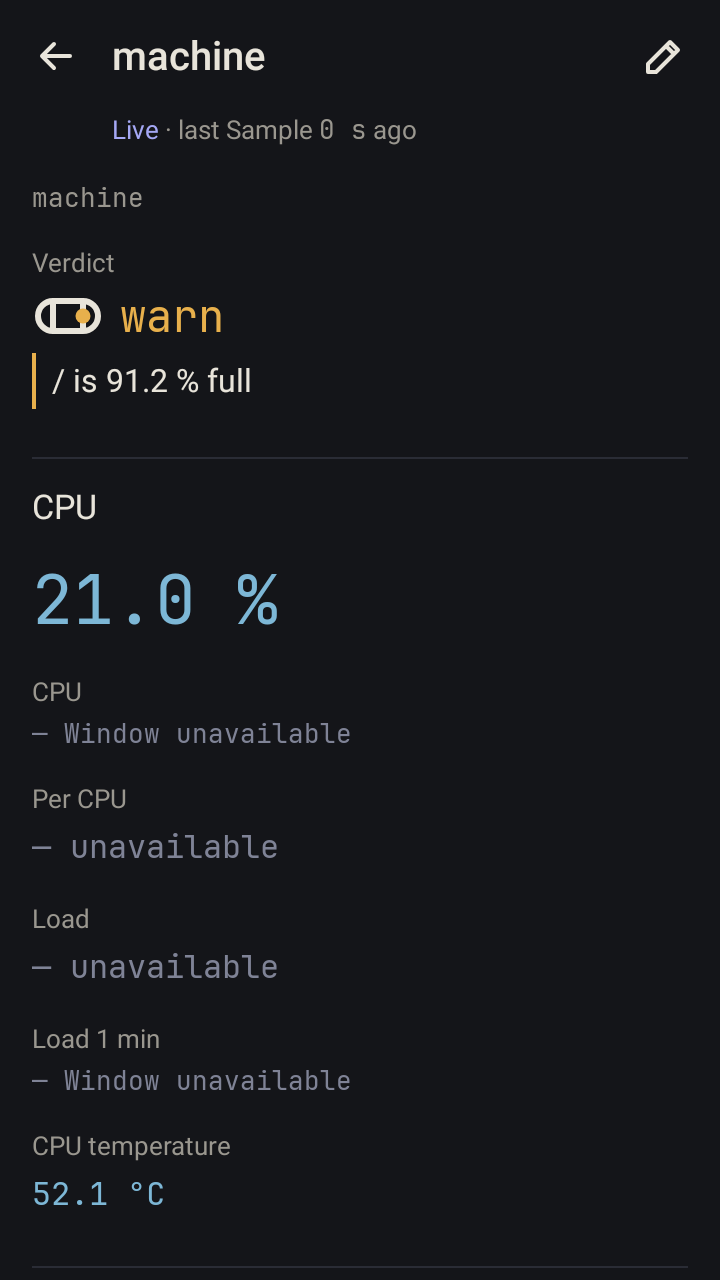 machine
Live · last Sample 0 s ago
machine
Verdict
warn
/ is 91.2 % full
CPU
21.0 %
CPU
— Window unavailable
Per CPU
— unavailable
Load
— unavailable
Load 1 min
— Window unavailable
CPU temperature
52.1 °C